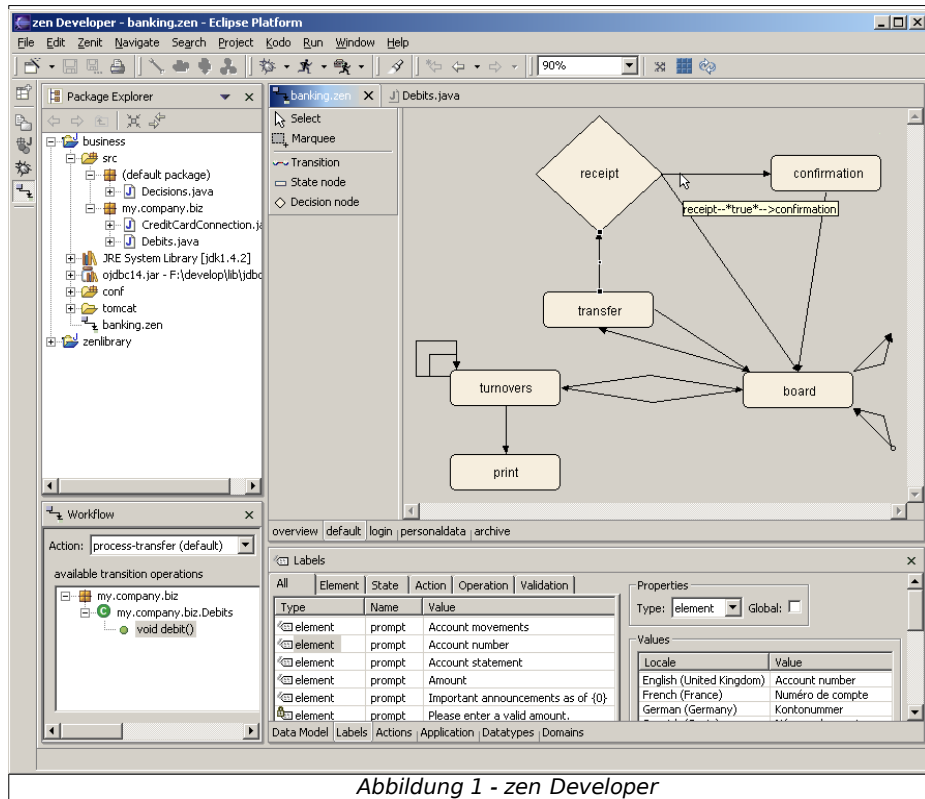 zen Developer - banking.zen - Eclipse Platform
File Edit Zenit Navigate Search Project Kodo Run Window Help
90%
Package Explorer
business
src
(default package)
Decisions.java
my.company.biz
CreditCardConnection.ja
Debits.java
JRE System Library [jdk1.4.2]
ojdbc14.jar - F:\develop\lib\jdbc
conf
tomcat
banking.zen
zenlibrary
banking.zen
Debits.java
Select
Marquee
Transition
State node
Decision node
receipt
confirmation
receipt--*true*-->confirmation
transfer
turnovers
board
print
overview default login personaldata archive
Workflow
Action: process-transfer (default)
available transition operations
my.company.biz
my.company.biz.Debits
void debit()
Labels
All Element State Action Operation Validation
Type Name Value
element prompt Account movements
element prompt Account number
element prompt Account statement
element prompt Amount
element prompt Important announcements as of {0}
element prompt Please enter a valid amount.
Properties
Type: element Global:
Values
Locale Value
English (United Kingdom) Account number
French (France) Numéro de compte
German (Germany) Kontonummer
Data Model Labels Actions Application Datatypes Domains
Abbildung 1 - zen Developer